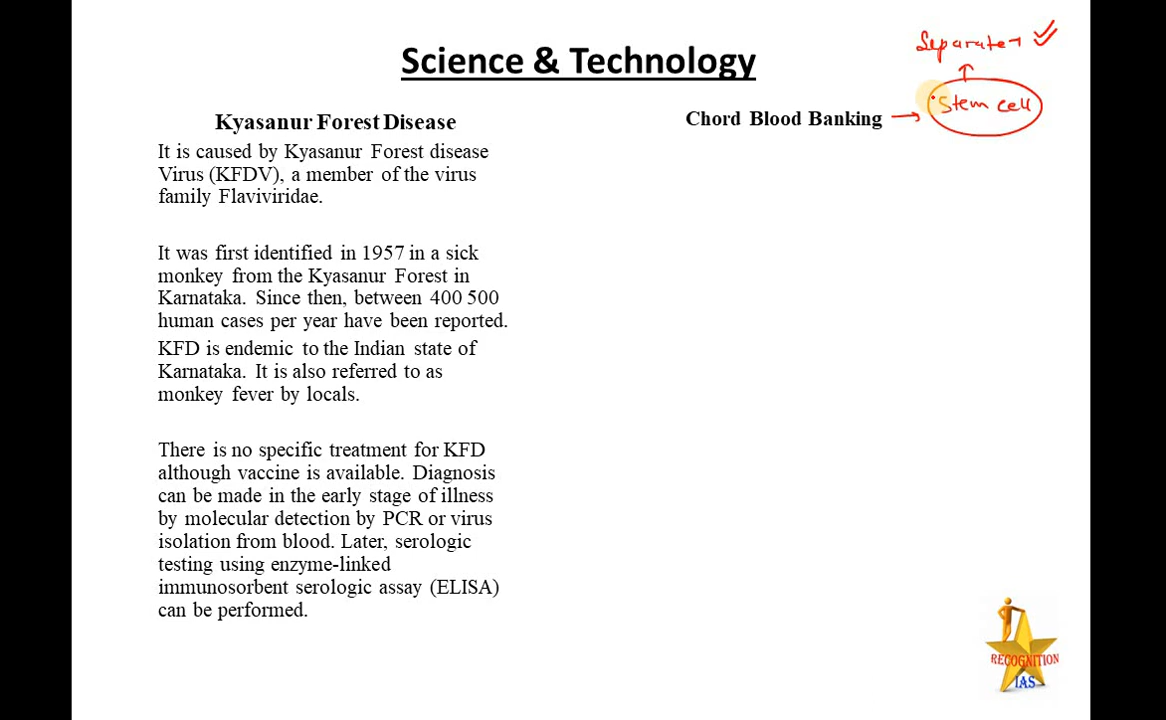 Science & Technology
Separate
Stem cell
Kyasanur Forest Disease
It is caused by Kyasanur Forest disease
Virus (KFDV), a member of the virus
family Flaviviridae.
It was first identified in 1957 in a sick
monkey from the Kyasanur Forest in
Karnataka. Since then, between 400 500
human cases per year have been reported.
KFD is endemic to the Indian state of
Karnataka. It is also referred to as
monkey fever by locals.
There is no specific treatment for KFD
although vaccine is available. Diagnosis
can be made in the early stage of illness
by molecular detection by PCR or virus
isolation from blood. Later, serologic
testing using enzyme-linked
immunosorbent serologic assay (ELISA)
can be performed.
Chord Blood Banking
RECOGNITION
IAS